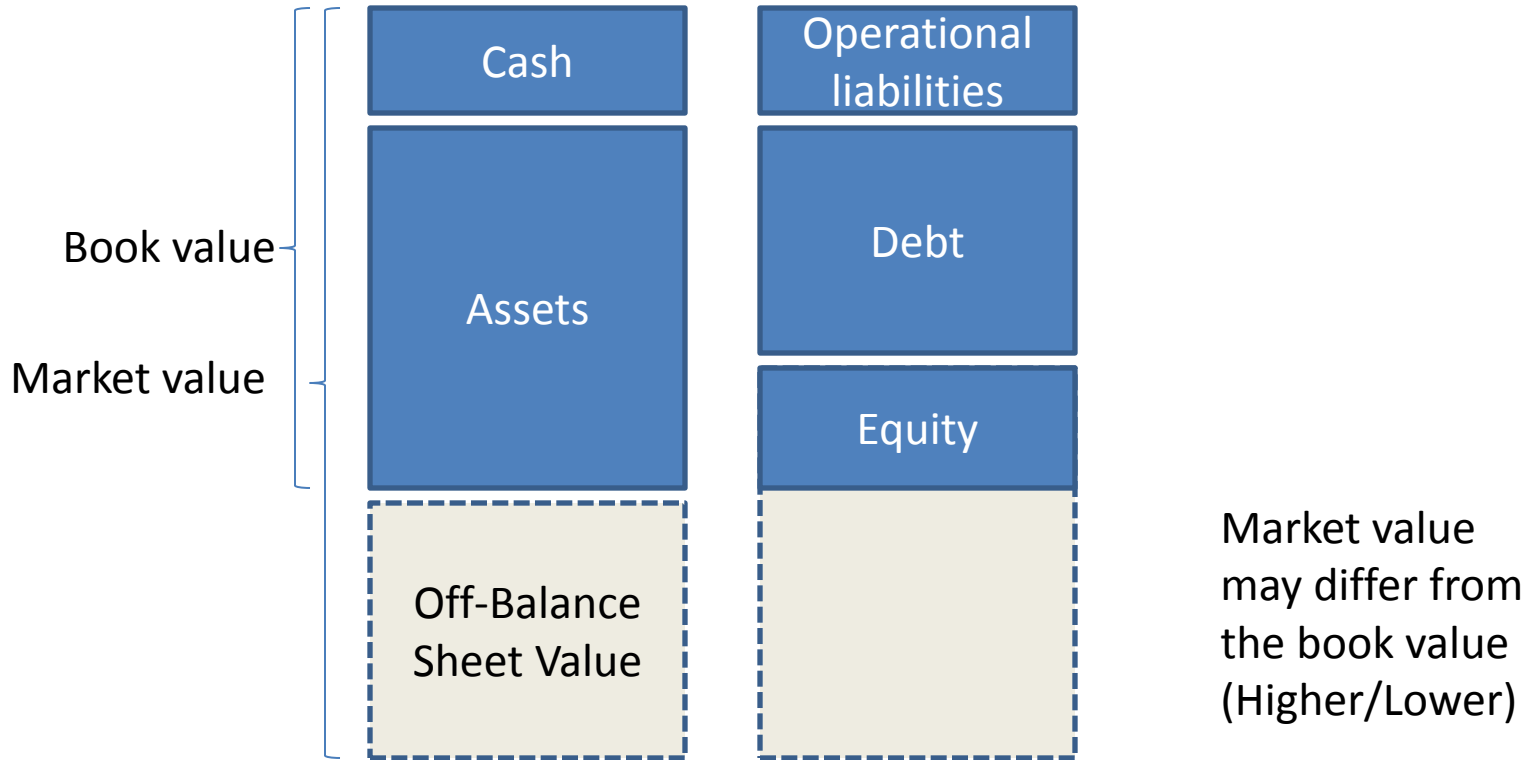 Cash
Operational
liabilities
Book value
Debt
Assets
Market value
Equity
Off-Balance
Sheet Value
Market value
may differ from
the book value
(Higher/Lower)